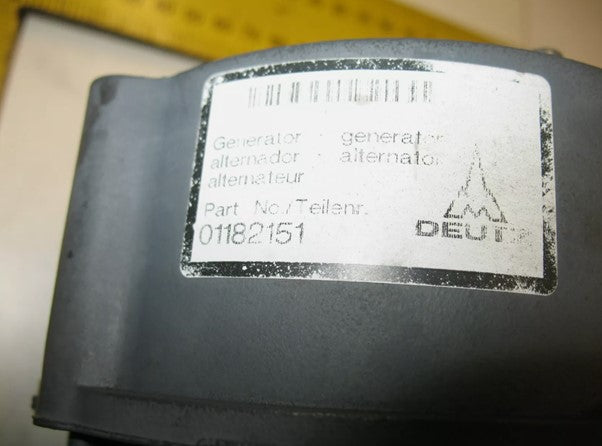 Generator - generator
alternador - alternator
alternateur
Part No./Teilenr.
01182151
DEUTZ